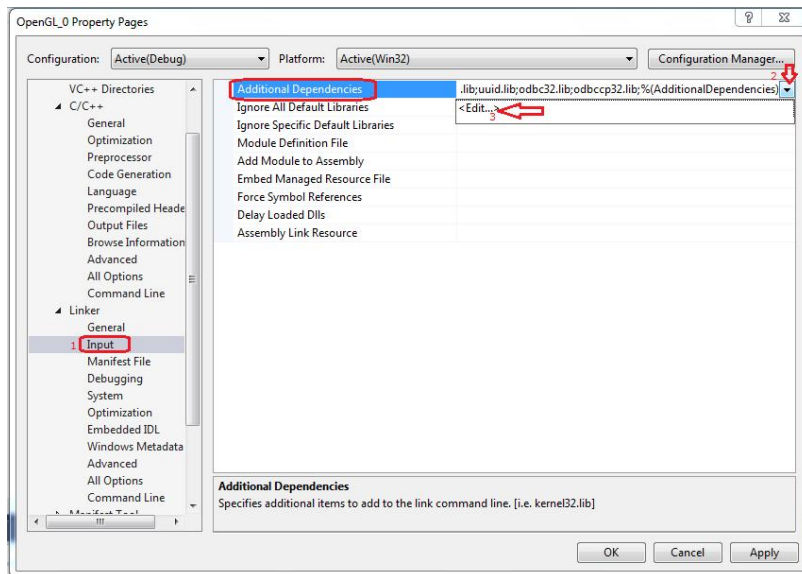 OpenGL_0 Property Pages
Configuration: Active(Debug) Platform: Active(Win32) Configuration Manager...
2
VC++ Directories
C/C++
General
Optimization
Preprocessor
Code Generation
Language
Precompiled Heade
Output Files
Browse Information
Advanced
All Options
Command Line
Linker
General
1 Input
Manifest File
Debugging
System
Optimization
Embedded IDL
Windows Metadata
Advanced
All Options
Command Line
Manifest Tool
Additional Dependencies .lib;uuid.lib;odbc32.lib;odbccp32.lib;%(AdditionalDependencies)
Ignore All Default Libraries <Edit...>
3
Ignore Specific Default Libraries
Module Definition File
Add Module to Assembly
Embed Managed Resource File
Force Symbol References
Delay Loaded Dlls
Assembly Link Resource
Additional Dependencies
Specifies additional items to add to the link command line. [i.e. kernel32.lib]
OK Cancel Apply